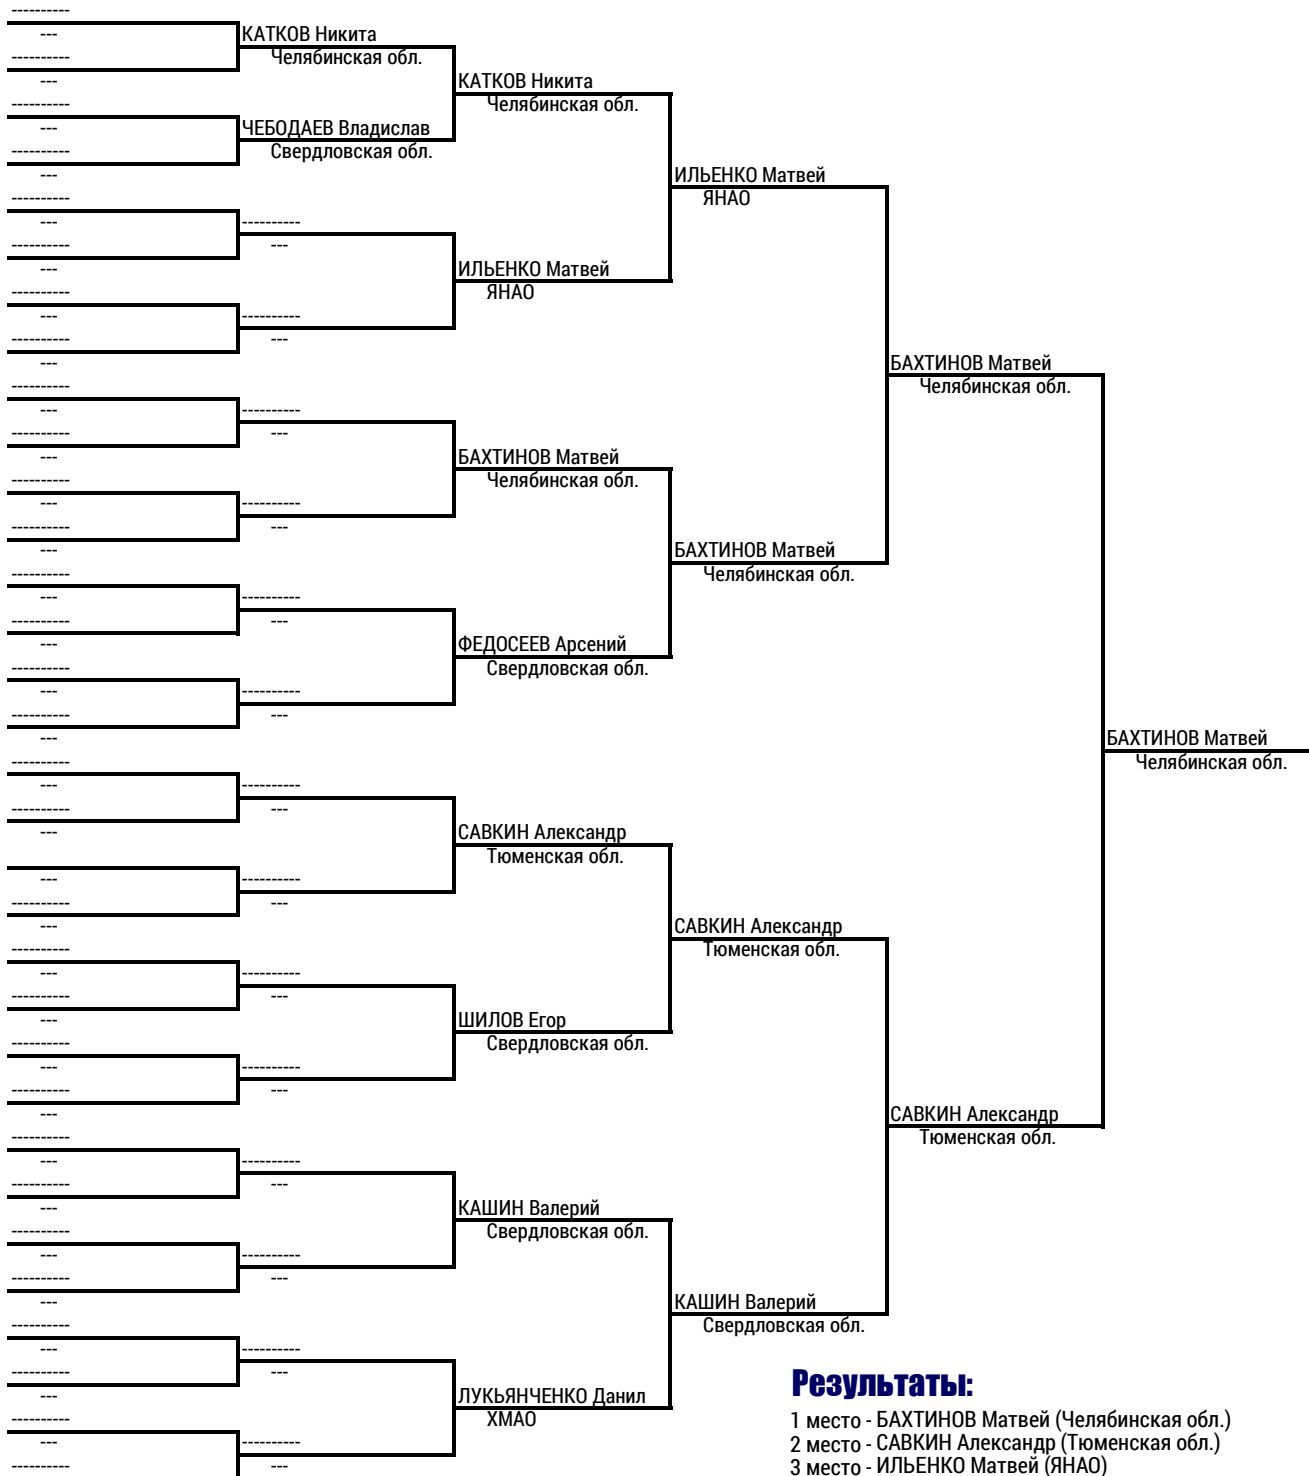 КАТКОВ Никита
Челябинская обл.
КАТКОВ Никита
Челябинская обл.
ЧЕБОДАЕВ Владислав
Свердловская обл.
ИЛЬЕНКО Матвей
ЯНАО
ИЛЬЕНКО Матвей
ЯНАО
БАХТИНОВ Матвей
Челябинская обл.
БАХТИНОВ Матвей
Челябинская обл.
БАХТИНОВ Матвей
Челябинская обл.
ФЕДОСЕЕВ Арсений
Свердловская обл.
БАХТИНОВ Матвей
Челябинская обл.
САВКИН Александр
Тюменская обл.
САВКИН Александр
Тюменская обл.
ШИЛОВ Егор
Свердловская обл.
САВКИН Александр
Тюменская обл.
КАШИН Валерий
Свердловская обл.
КАШИН Валерий
Свердловская обл.
ЛУКЬЯНЧЕНКО Данил
ХМАО
Результаты:
1 место - БАХТИНОВ Матвей (Челябинская обл.)
2 место - САВКИН Александр (Тюменская обл.)
3 место - ИЛЬЕНКО Матвей (ЯНАО)